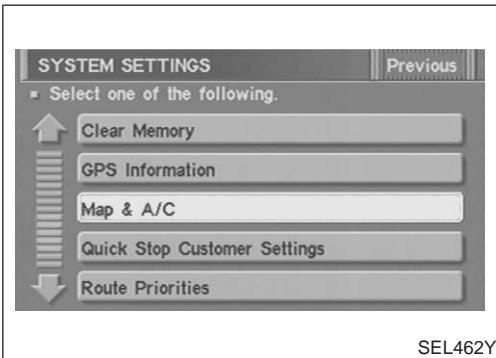 SYSTEM SETTINGS Previous
Select one of the following.
Clear Memory
GPS Information
Map & A/C
Quick Stop Customer Settings
Route Priorities
SEL462Y